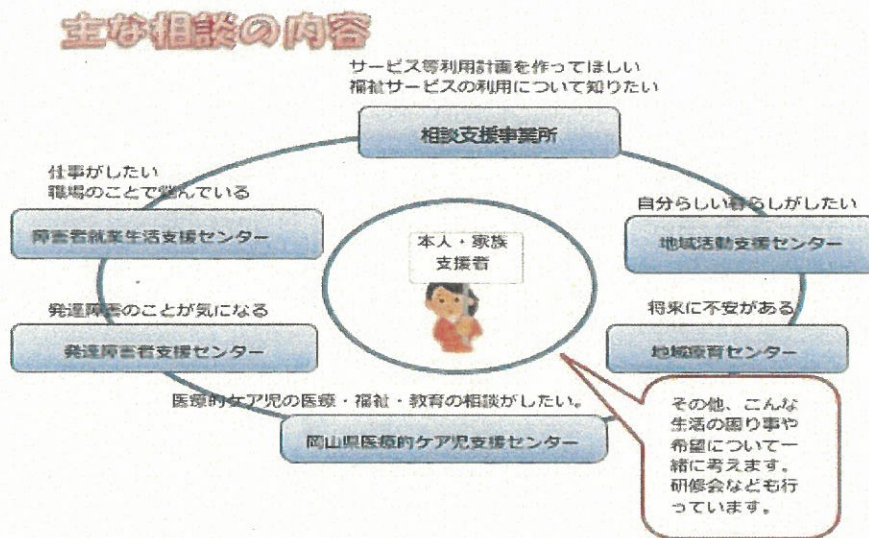 主な相談の内容
サービス等利用計画を作ってほしい
福祉サービスの利用について知りたい
相談支援事業所
仕事がしたい
職場のことで悩んでいる
障害者就業生活支援センター
自分らしい暮らしがしたい
地域活動支援センター
本人・家族
支援者
発達障害のことが気になる
発達障害者支援センター
将来に不安がある
地域療育センター
医療的ケア児の医療・福祉・教育の相談がしたい。
岡山県医療的ケア児支援センター
その他、こんな
生活の困り事や
希望について一
緒に考えます。
研修会なども行
っています。